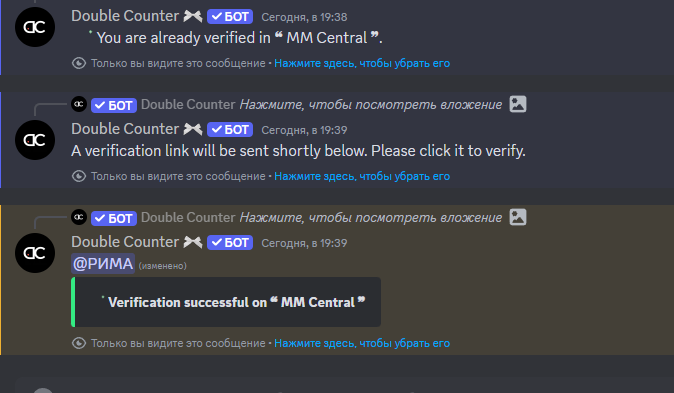 Double Counter ✓ БОТ Сегодня, в 19:38
* You are already verified in ❝ MM Central ❞.
Только вы видите это сообщение • Нажмите здесь, чтобы убрать его
✓ БОТ Double Counter Нажмите, чтобы посмотреть вложение
Double Counter ✓ БОТ Сегодня, в 19:39
A verification link will be sent shortly below. Please click it to verify.
Только вы видите это сообщение • Нажмите здесь, чтобы убрать его
✓ БОТ Double Counter Нажмите, чтобы посмотреть вложение
Double Counter ✓ БОТ Сегодня, в 19:39
@РИМА (изменено)
* Verification successful on ❝ MM Central ❞
Только вы видите это сообщение • Нажмите здесь, чтобы убрать его